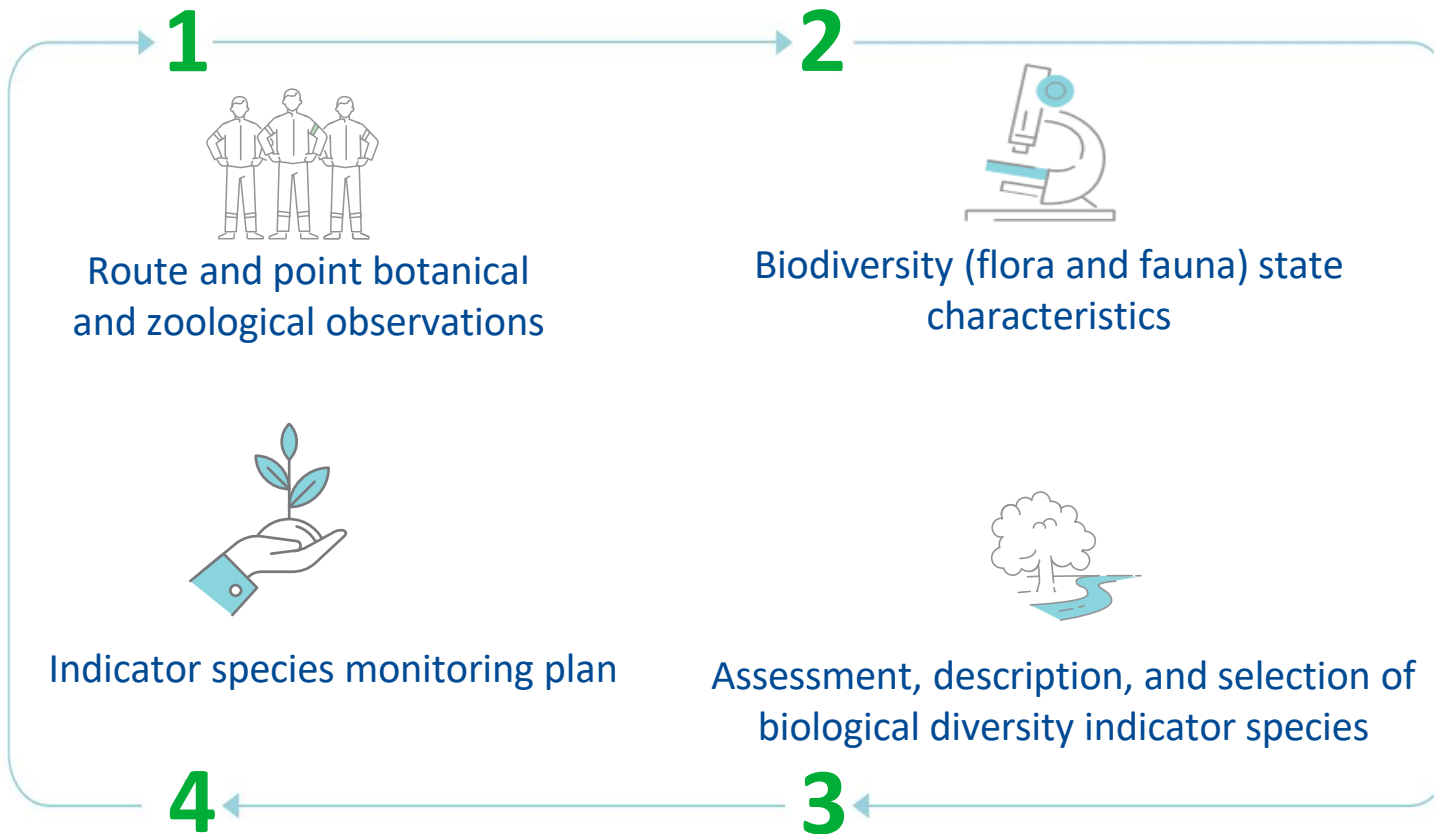 1
Route and point botanical
and zoological observations
2
Biodiversity (flora and fauna) state
characteristics
3
Assessment, description, and selection of
biological diversity indicator species
4
Indicator species monitoring plan